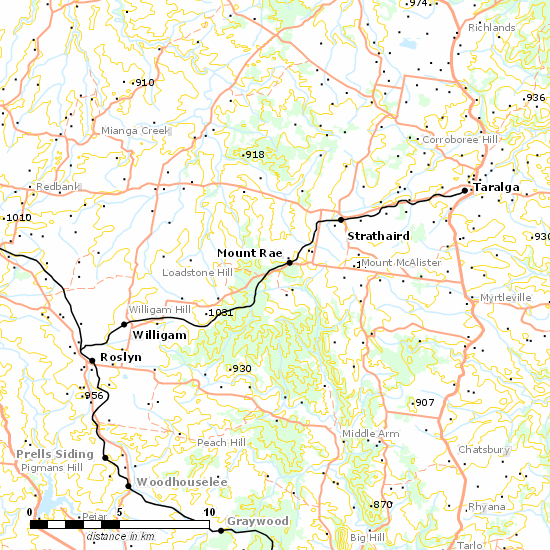 974
Richlands
910
936
Mianga Creek
Corroboree Hill
918
Redbank
Taralga
1010
Strathaird
930
Mount Rae
Mount McAlister
Loadstone Hill
Myrtleville
Willigam Hill
1031
Willigam
Roslyn
930
956
907
Middle Arm
Peach Hill
Chatsbury
Prells Siding
Pigmans Hill
Woodhouselee
870
Rhyana
Pejar
0 5 10
Graywood
distance in km
Big Hill
Tarlo